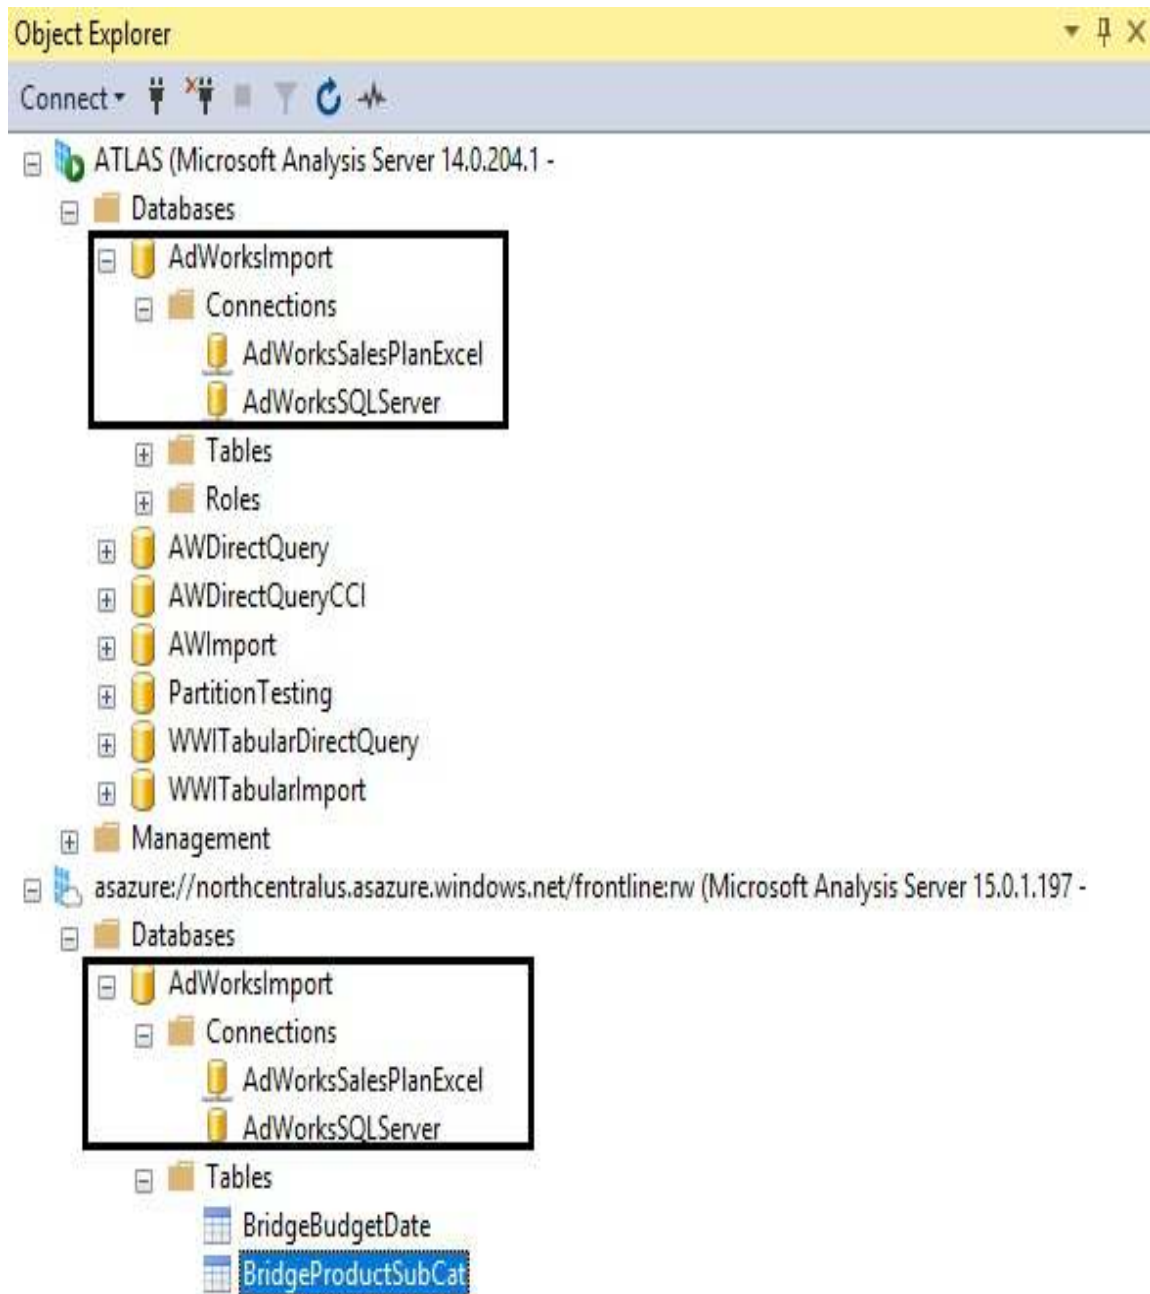 Object Explorer
Connect
ATLAS (Microsoft Analysis Server 14.0.204.1 -
Databases
AdWorksImport
Connections
AdWorksSalesPlanExcel
AdWorksSQLServer
Tables
Roles
AWDirectQuery
AWDirectQueryCCI
AWImport
PartitionTesting
WWITabularDirectQuery
WWITabularImport
Management
asazure://northcentralus.asazure.windows.net/frontline:rw (Microsoft Analysis Server 15.0.1.197 -
Databases
AdWorksImport
Connections
AdWorksSalesPlanExcel
AdWorksSQLServer
Tables
BridgeBudgetDate
BridgeProductSubCat